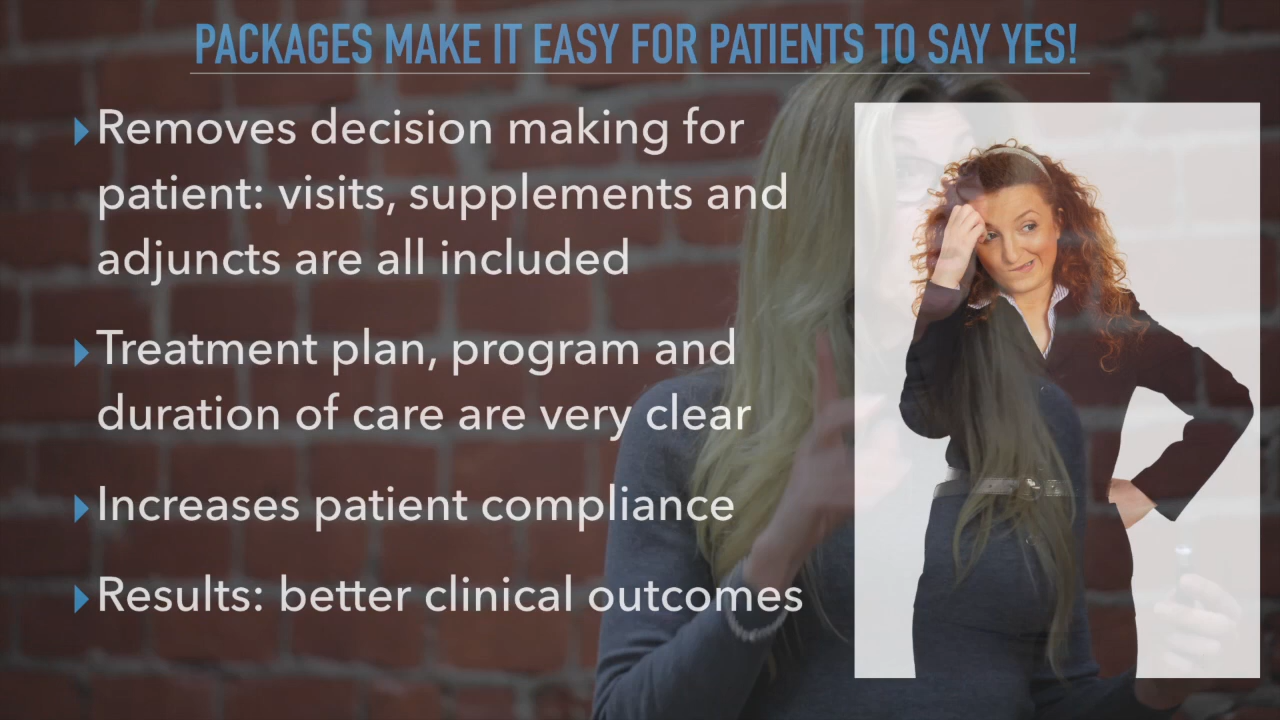 PACKAGES MAKE IT EASY FOR PATIENTS TO SAY YES!
Removes decision making for
patient: visits, supplements and
adjuncts are all included
Treatment plan, program and
duration of care are very clear
Increases patient compliance
Results: better clinical outcomes